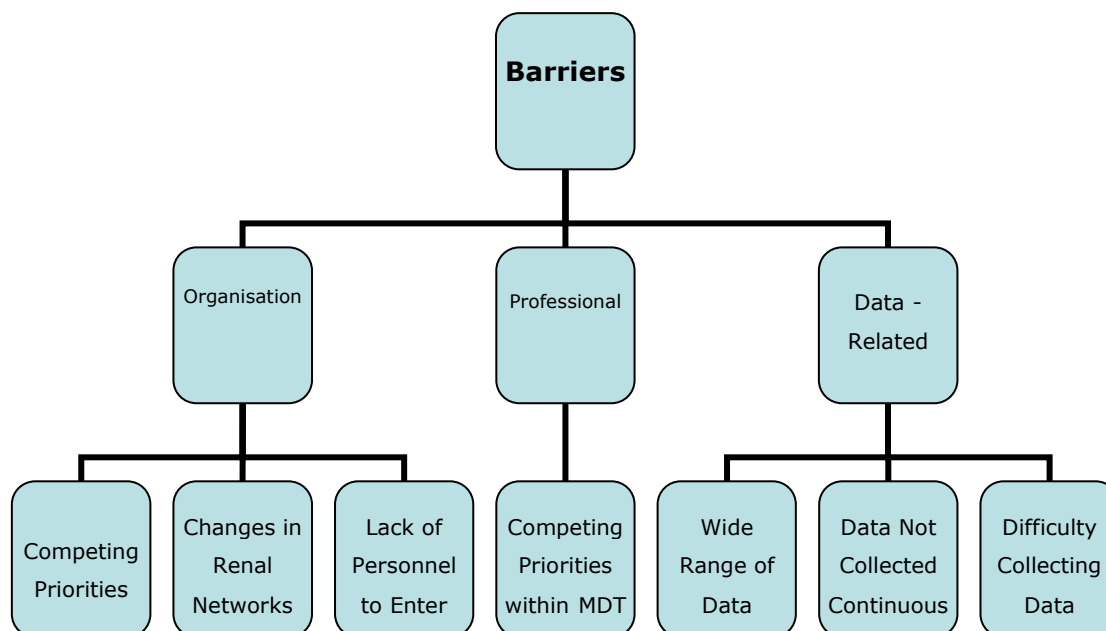 Barriers
Organisation
Professional
Data -
Related
Competing
Priorities
Changes in
Renal
Networks
Lack of
Personnel
to Enter
Competing
Priorities
within MDT
Wide
Range of
Data
Data Not
Collected
Continuous
Difficulty
Collecting
Data